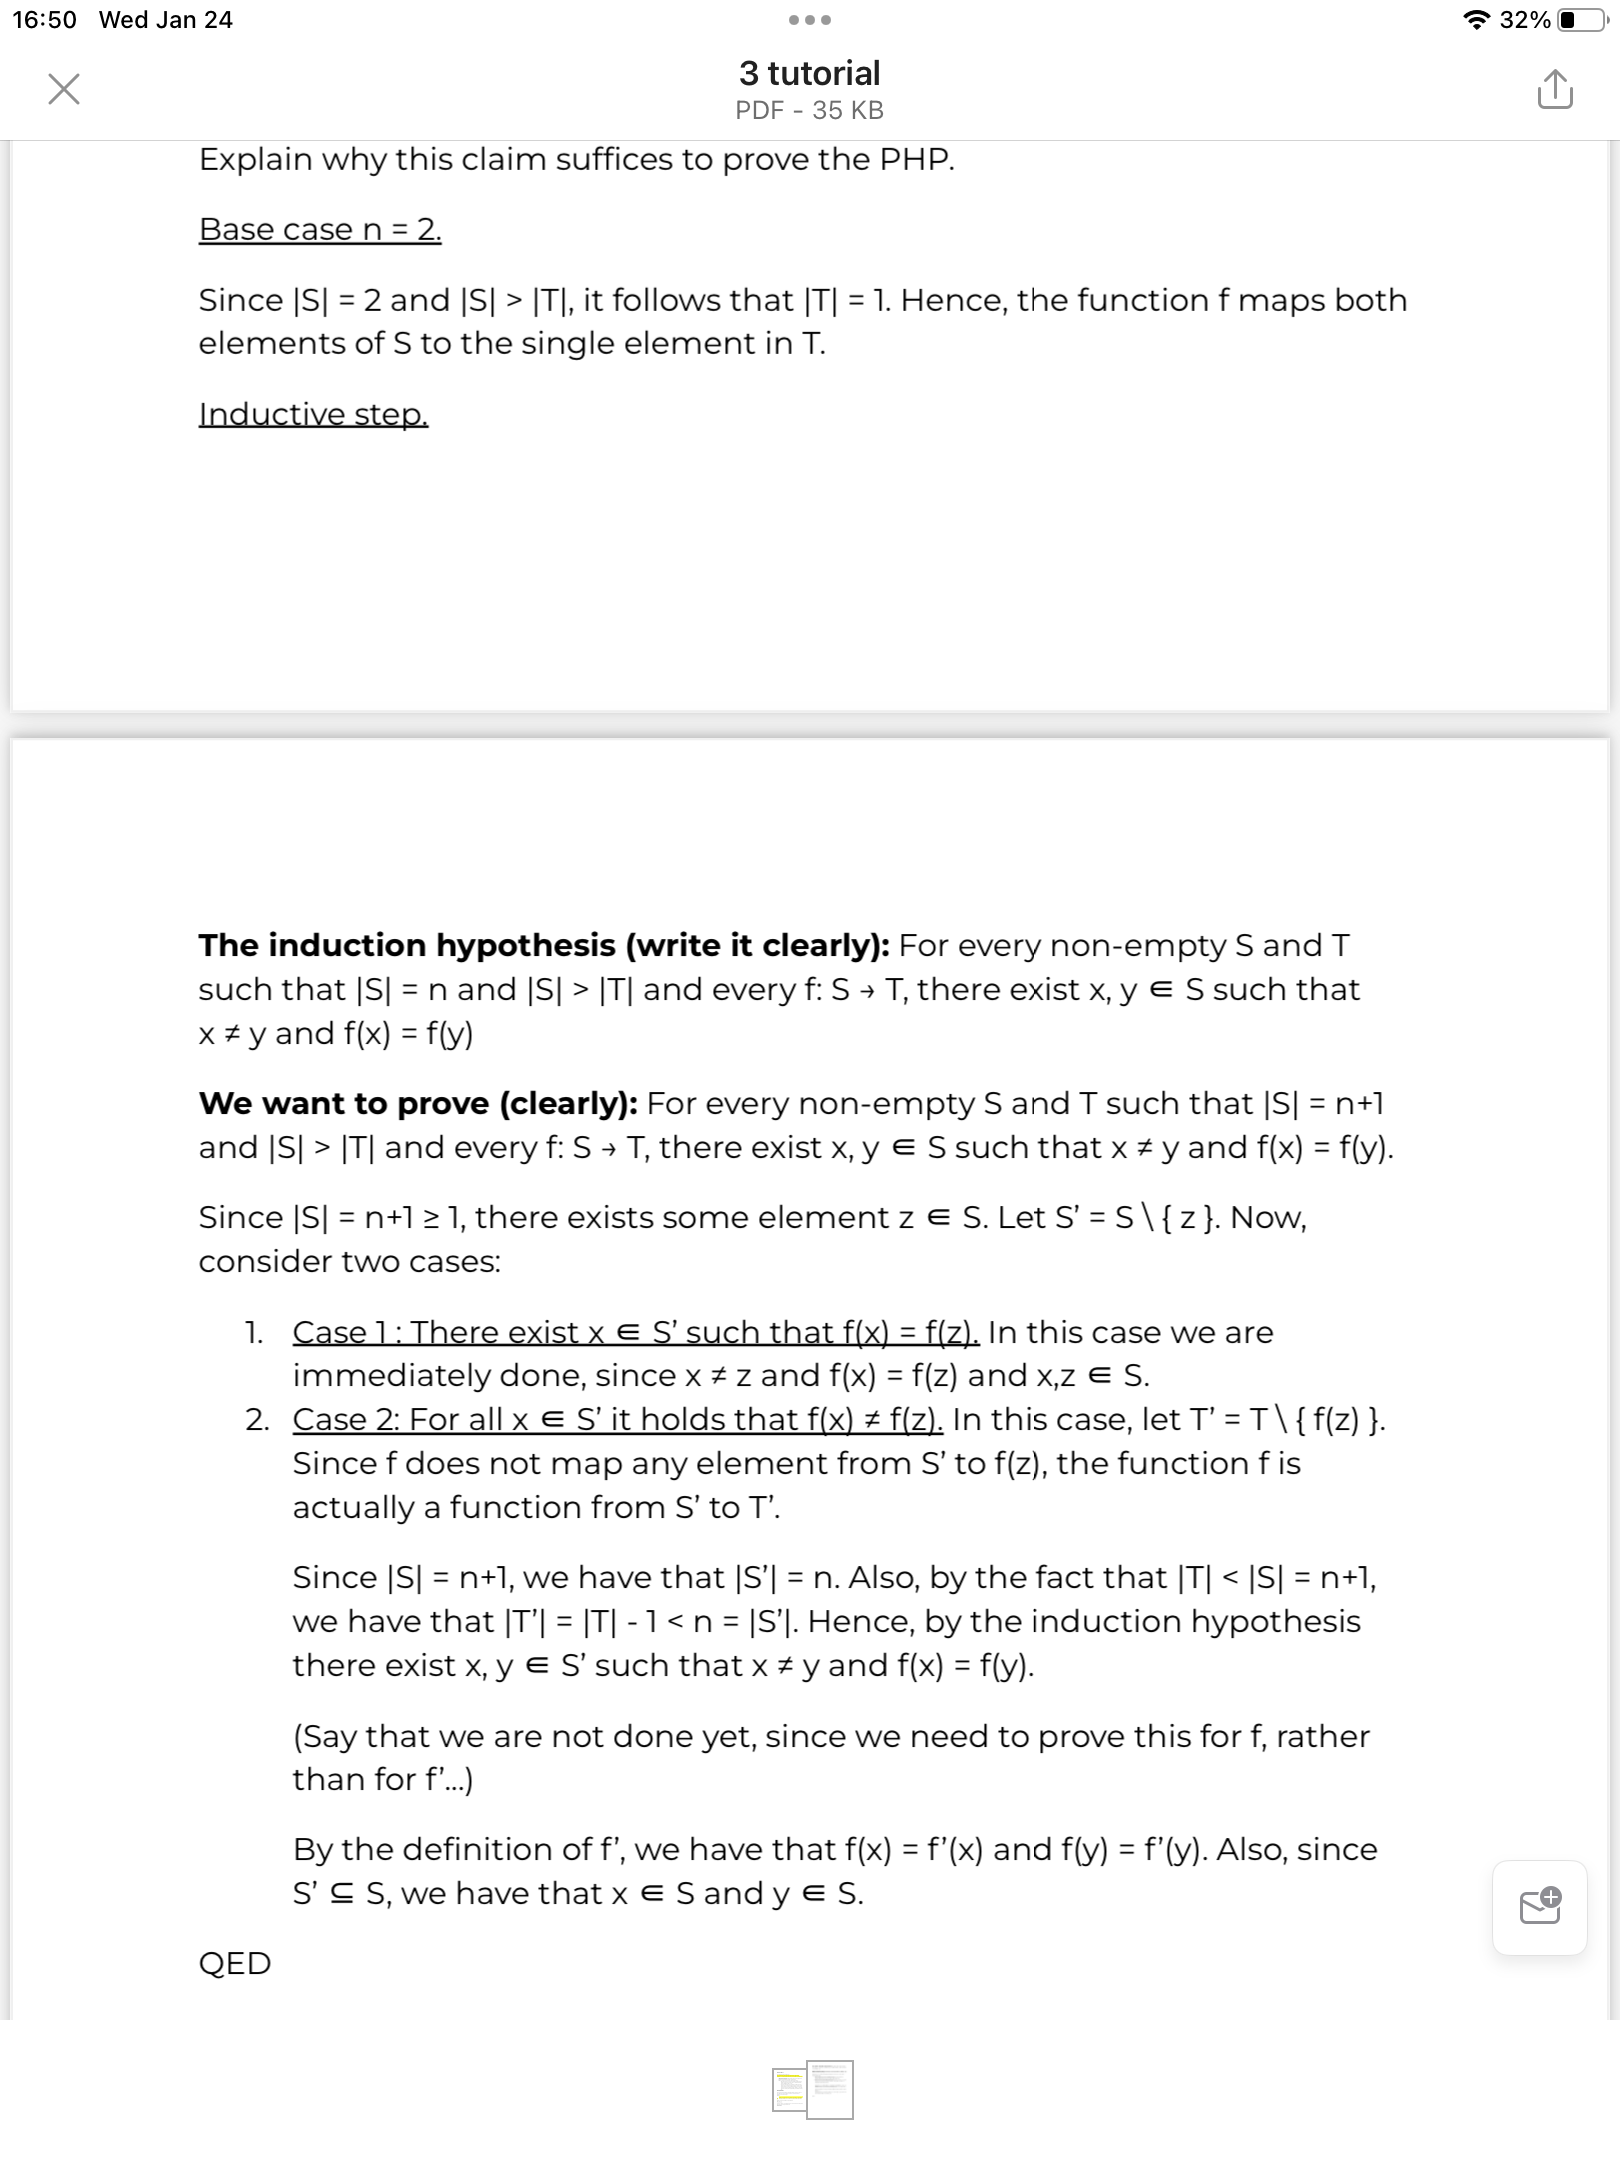 16:50 Wed Jan 24
32%
3 tutorial
PDF - 35 KB
Explain why this claim suffices to prove the PHP.
Base case n = 2.
Since |S| = 2 and |S| > |T|, it follows that |T| = 1. Hence, the function f maps both
elements of S to the single element in T.
Inductive step.
The induction hypothesis (write it clearly): For every non-empty S and T
such that |S| = n and |S| > |T| and every f: S → T, there exist x, y ∈ S such that
x ≠ y and f(x) = f(y)
We want to prove (clearly): For every non-empty S and T such that |S| = n+1
and |S| > |T| and every f: S → T, there exist x, y ∈ S such that x ≠ y and f(x) = f(y).
Since |S| = n+1 ≥ 1, there exists some element z ∈ S. Let S’ = S \ { z }. Now,
consider two cases:
1. Case 1 : There exist x ∈ S’ such that f(x) = f(z). In this case we are
immediately done, since x ≠ z and f(x) = f(z) and x,z ∈ S.
2. Case 2: For all x ∈ S’ it holds that f(x) ≠ f(z). In this case, let T’ = T \ { f(z) }.
Since f does not map any element from S’ to f(z), the function f is
actually a function from S’ to T’.
Since |S| = n+1, we have that |S’| = n. Also, by the fact that |T| < |S| = n+1,
we have that |T’| = |T| - 1 < n = |S’|. Hence, by the induction hypothesis
there exist x, y ∈ S’ such that x ≠ y and f(x) = f(y).
(Say that we are not done yet, since we need to prove this for f, rather
than for f’...)
By the definition of f’, we have that f(x) = f’(x) and f(y) = f’(y). Also, since
S’ ⊆ S, we have that x ∈ S and y ∈ S.
QED